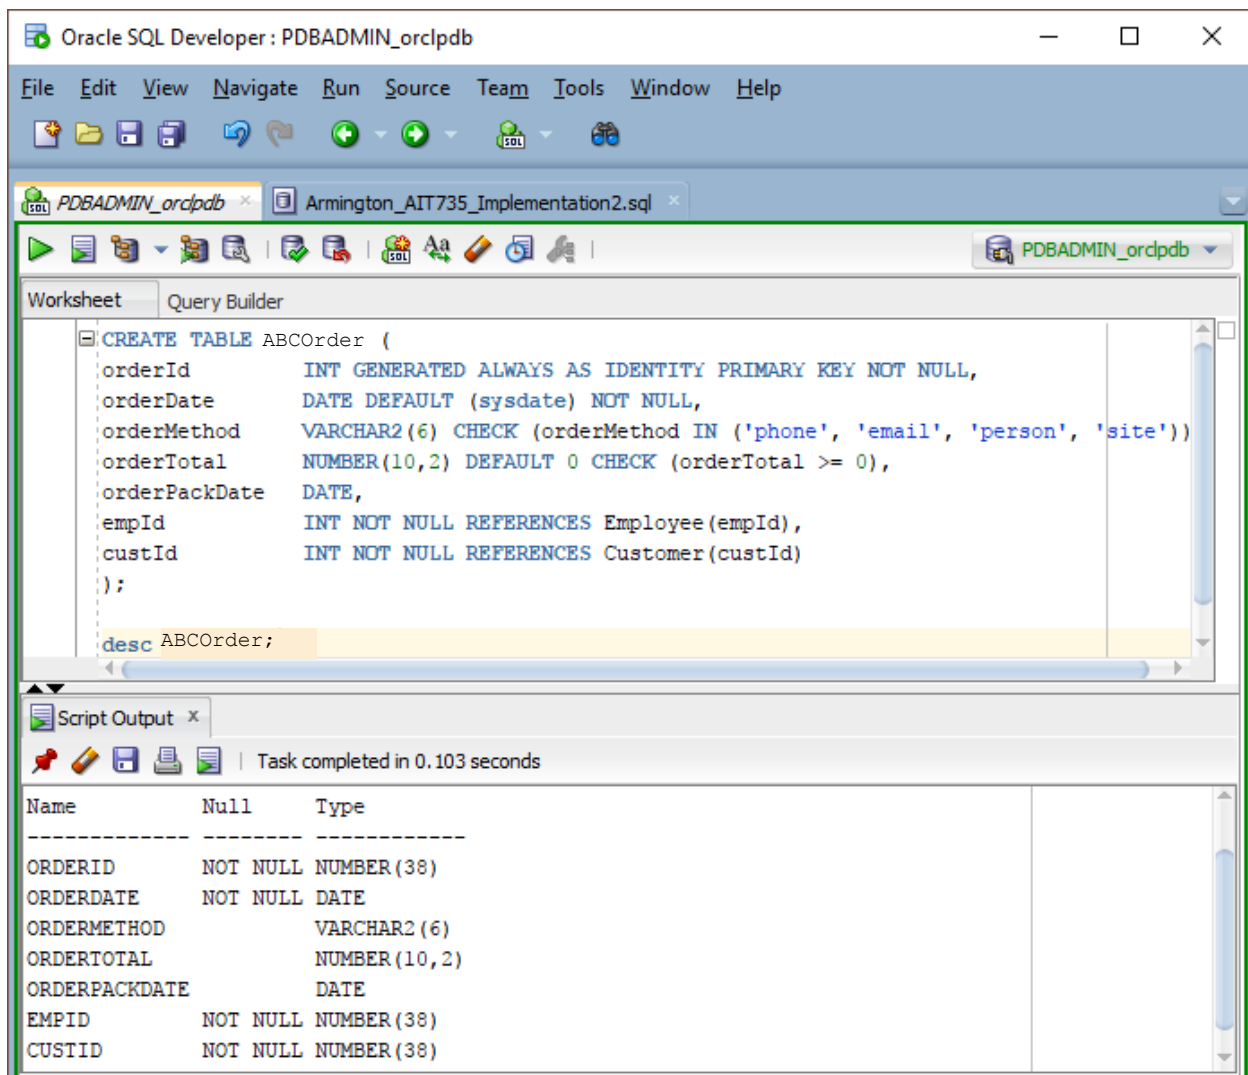 Oracle SQL Developer : PDBADMIN_orclpdb
File Edit View Navigate Run Source Team Tools Window Help
PDBADMIN_orclpdb Armington_AIT735_Implementation2.sql
PDBADMIN_orclpdb
Worksheet Query Builder
CREATE TABLE ABCOrder (
orderId INT GENERATED ALWAYS AS IDENTITY PRIMARY KEY NOT NULL,
orderDate DATE DEFAULT (sysdate) NOT NULL,
orderMethod VARCHAR2(6) CHECK (orderMethod IN ('phone', 'email', 'person', 'site'))
orderTotal NUMBER(10,2) DEFAULT 0 CHECK (orderTotal >= 0),
orderPackDate DATE,
empId INT NOT NULL REFERENCES Employee(empId),
custId INT NOT NULL REFERENCES Customer(custId)
);
desc ABCOrder;
Script Output x
Task completed in 0.103 seconds
Name Null Type
------------- -------- ------------
ORDERID NOT NULL NUMBER(38)
ORDERDATE NOT NULL DATE
ORDERMETHOD VARCHAR2(6)
ORDERTOTAL NUMBER(10,2)
ORDERPACKDATE DATE
EMPID NOT NULL NUMBER(38)
CUSTID NOT NULL NUMBER(38)